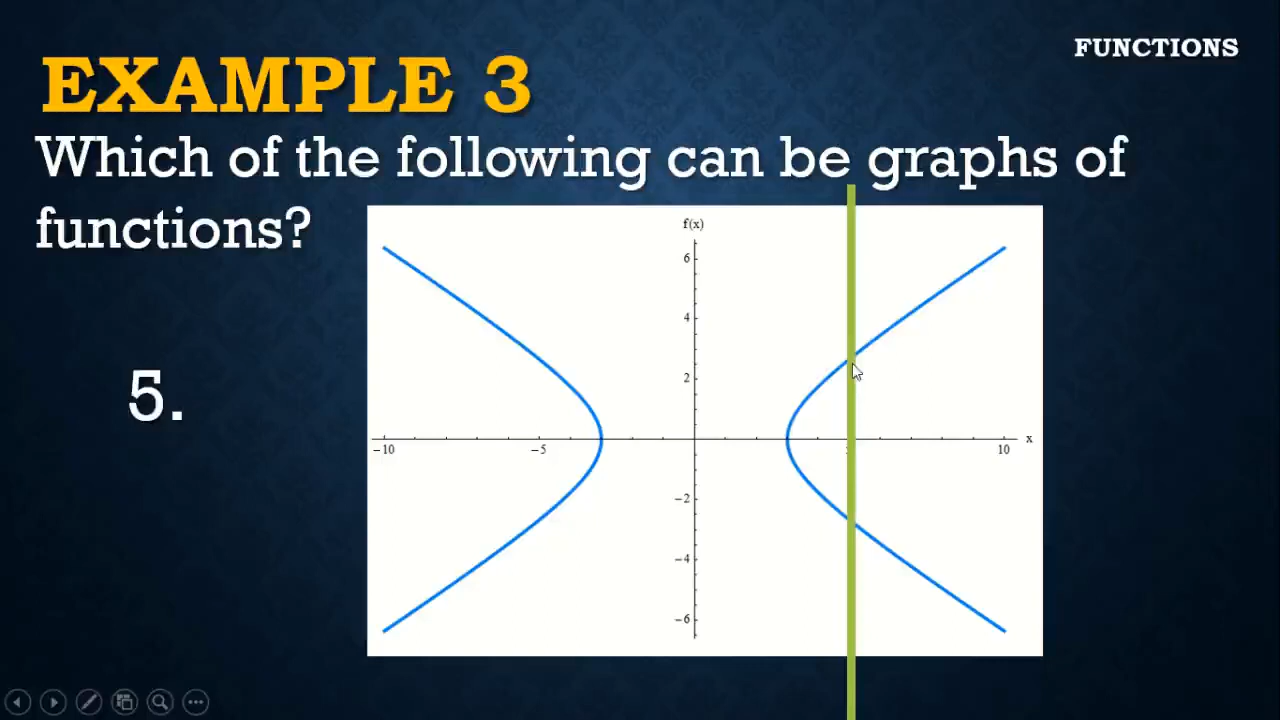 FUNCTIONS
EXAMPLE 3
Which of the following can be graphs of
functions?
5.
f(x)
6
4
2
−10
−5
10
x
−2
−4
−6